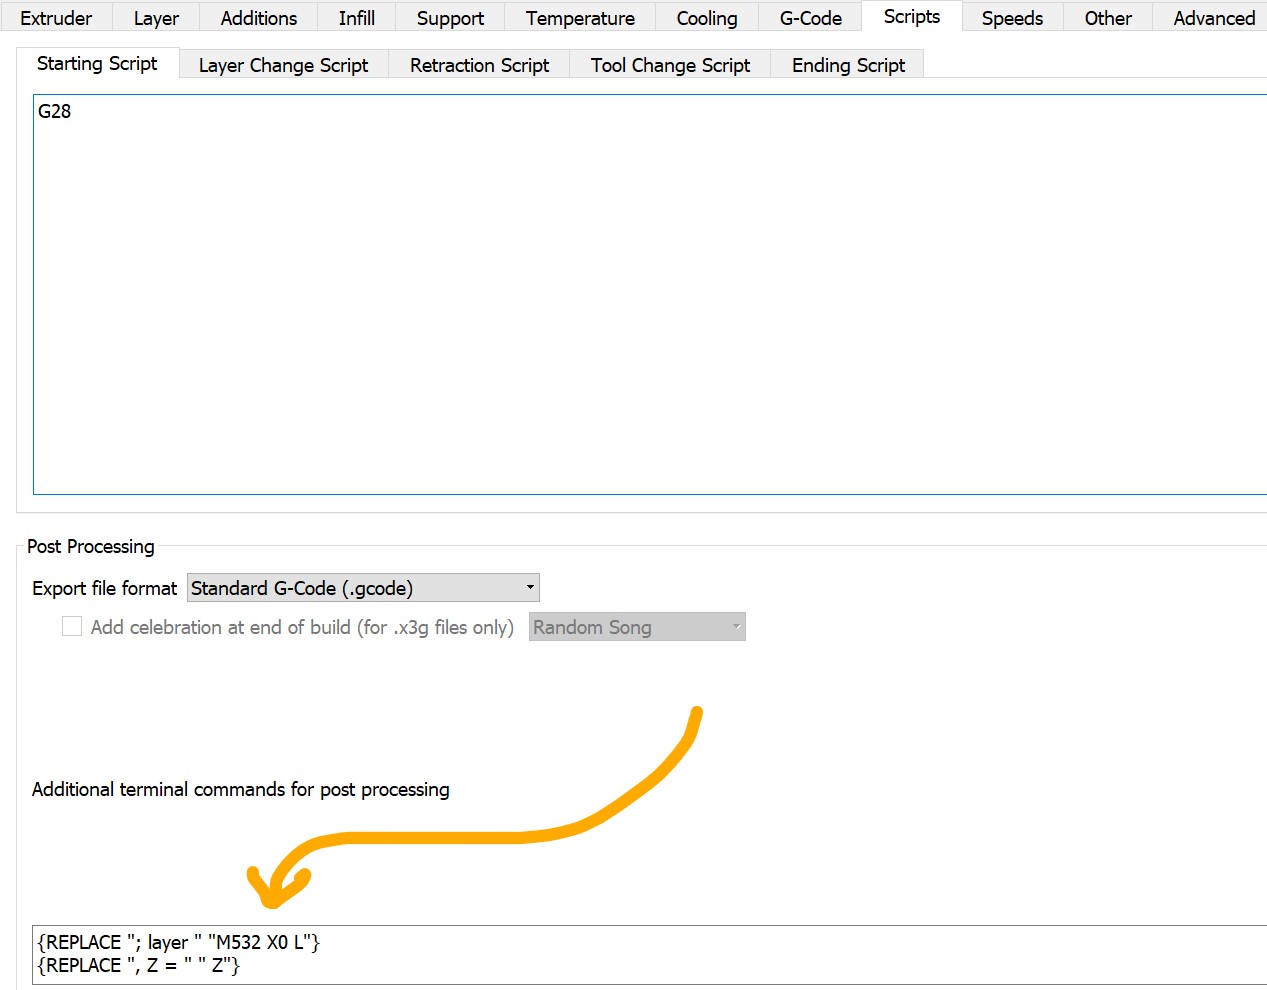 Extruder Layer Additions Infill Support Temperature Cooling G-Code Scripts Speeds Other Advanced
Starting Script Layer Change Script Retraction Script Tool Change Script Ending Script
G28
Post Processing
Export file format Standard G-Code (.gcode)
Add celebration at end of build (for .x3g files only) Random Song
Additional terminal commands for post processing
{REPLACE "; layer " "M532 X0 L"}
{REPLACE ", Z = " " Z"}